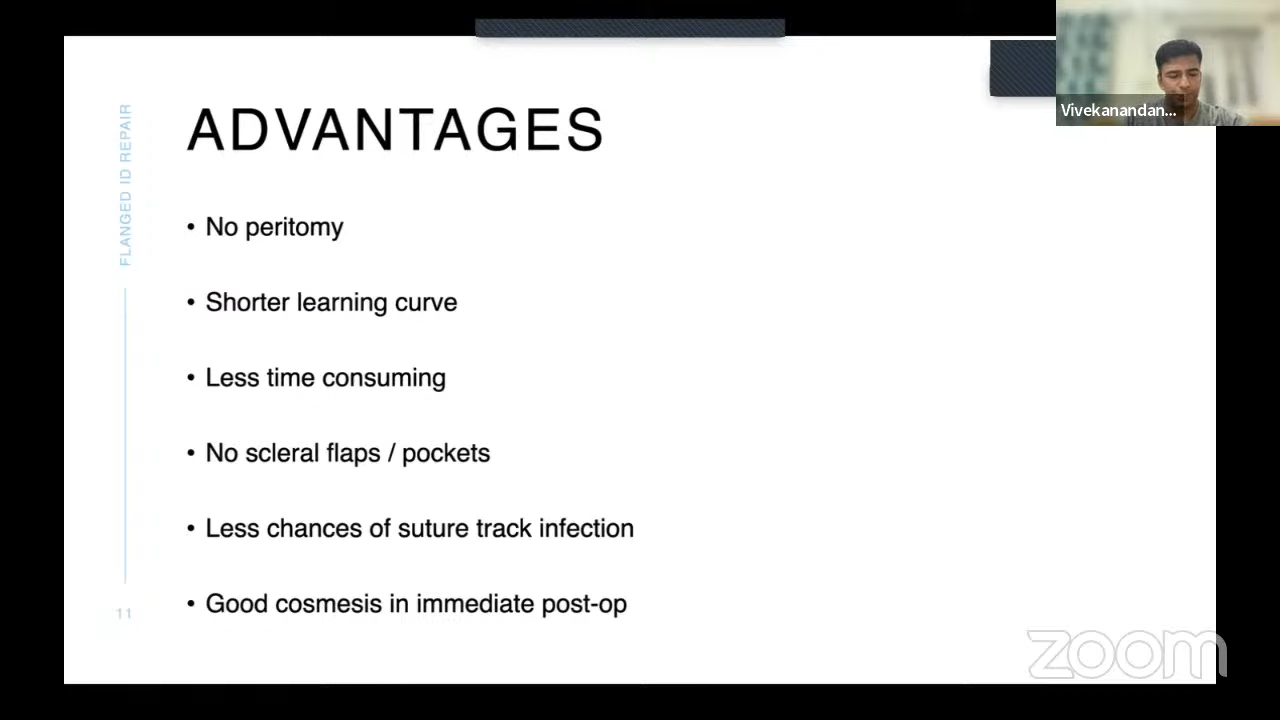 Vivekanandan...
FLANGED ID REPAIR
ADVANTAGES
• No peritomy
• Shorter learning curve
• Less time consuming
• No scleral flaps / pockets
• Less chances of suture track infection
• Good cosmesis in immediate post-op
11
zoom